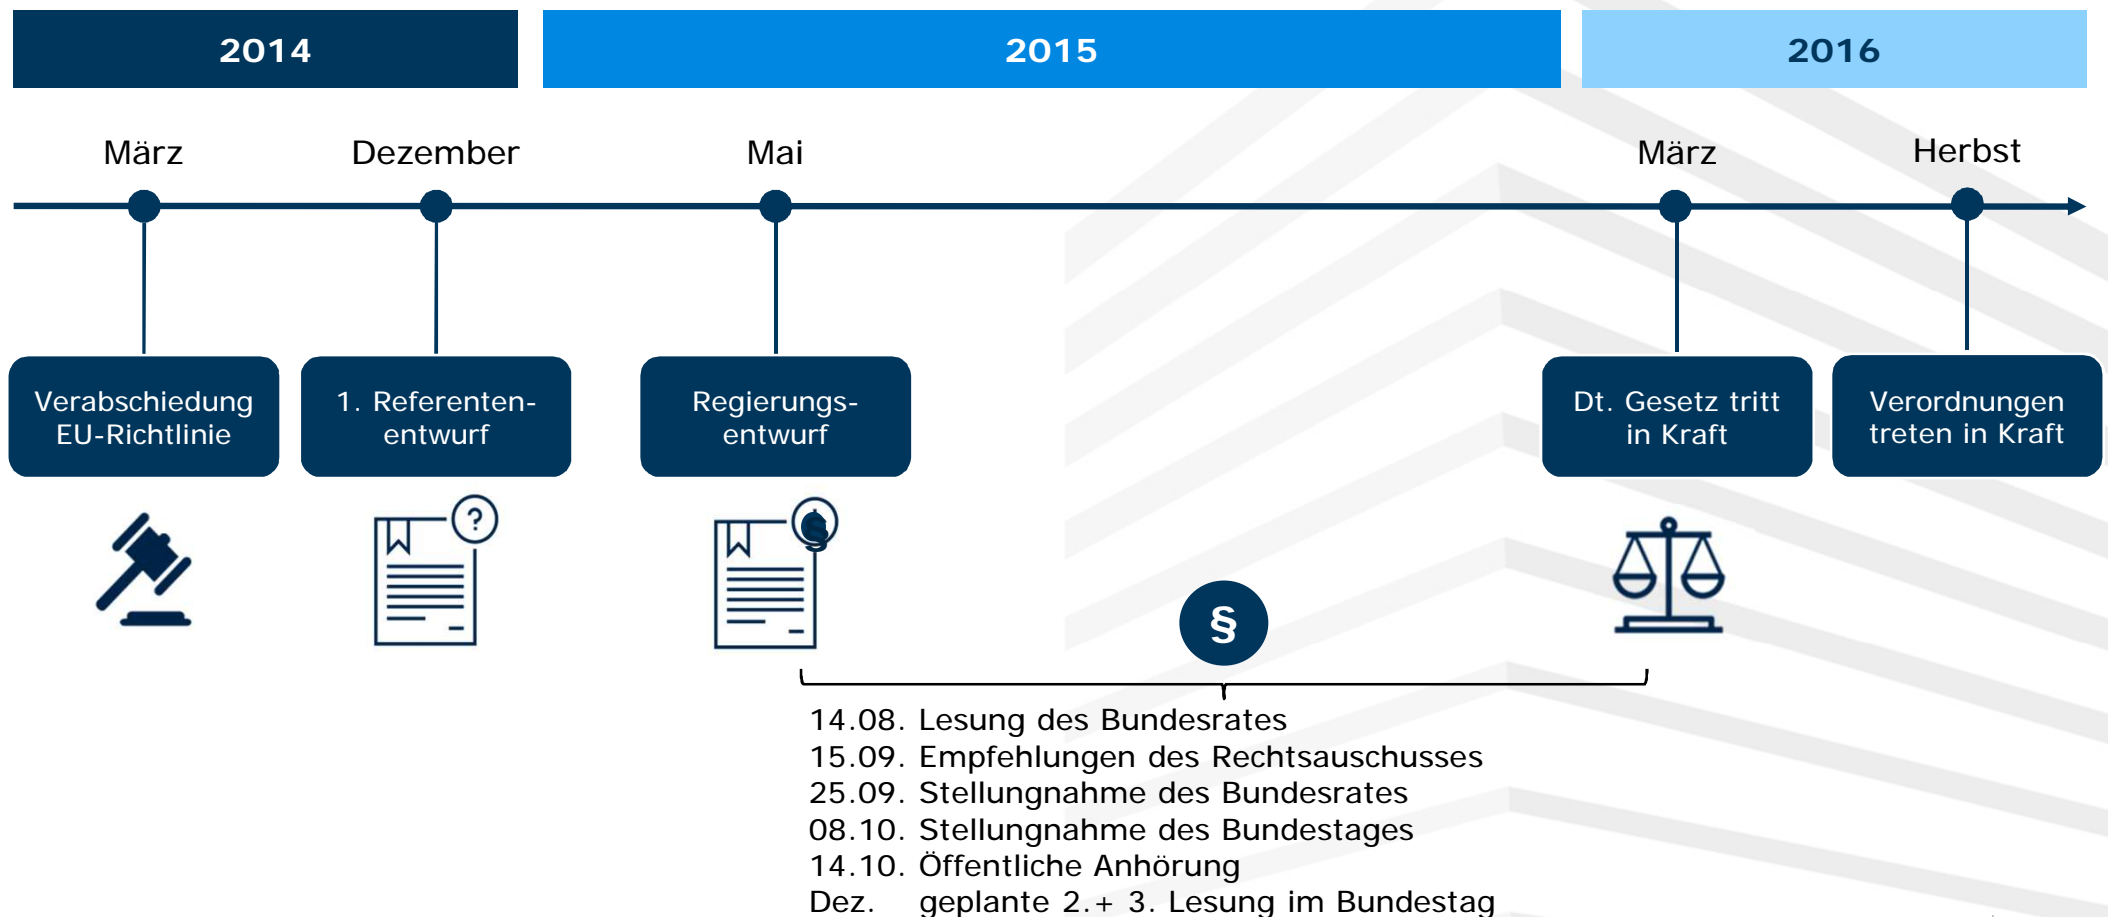 2014
2015
2016
März
Dezember
Mai
März
Herbst
Verabschiedung
EU-Richtlinie
1. Referenten-
entwurf
Regierungs-
entwurf
Dt. Gesetz tritt
in Kraft
Verordnungen
treten in Kraft
?
§
§
14.08. Lesung des Bundesrates
15.09. Empfehlungen des Rechtsauschusses
25.09. Stellungnahme des Bundesrates
08.10. Stellungnahme des Bundestages
14.10. Öffentliche Anhörung
Dez. geplante 2.+ 3. Lesung im Bundestag